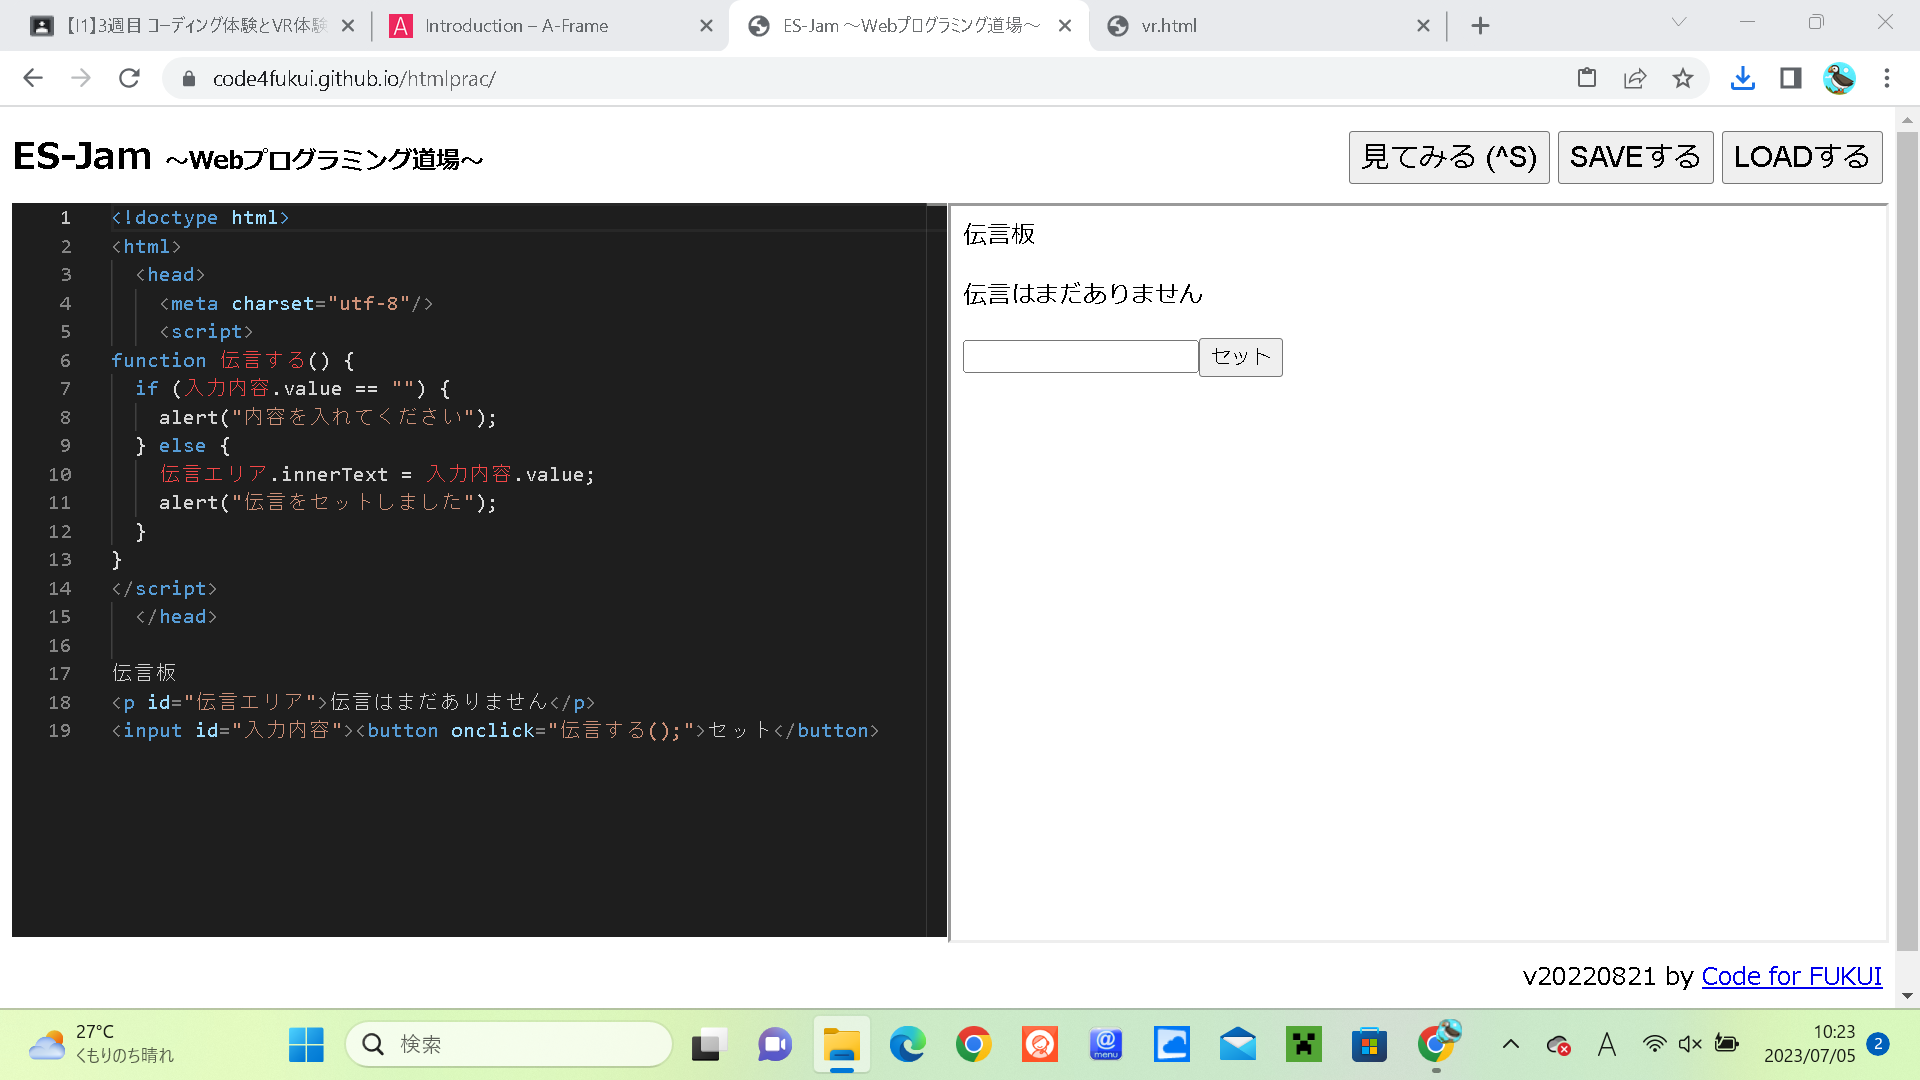 【I1】3週目 コーディング体験とVR体験
Introduction – A-Frame
ES-Jam ～Webプログラミング道場～
vr.html
code4fukui.github.io/htmlprac/
ES-Jam ～Webプログラミング道場～
見てみる (^S)
SAVEする
LOADする
1 <!doctype html>
2 <html>
3 <head>
4 <meta charset="utf-8"/>
5 <script>
6 function 伝言する() {
7 if (入力内容.value == "") {
8 alert("内容を入れてください");
9 } else {
10 伝言エリア.innerText = 入力内容.value;
11 alert("伝言をセットしました");
12 }
13 }
14 </script>
15 </head>
16
17 伝言板
18 <p id="伝言エリア">伝言はまだありません</p>
19 <input id="入力内容"><button onclick="伝言する();">セット</button>
伝言板
伝言はまだありません
セット
v20220821 by Code for FUKUI
27°C
くもりのち晴れ
検索
@
menu
A
10:23
2023/07/05
2